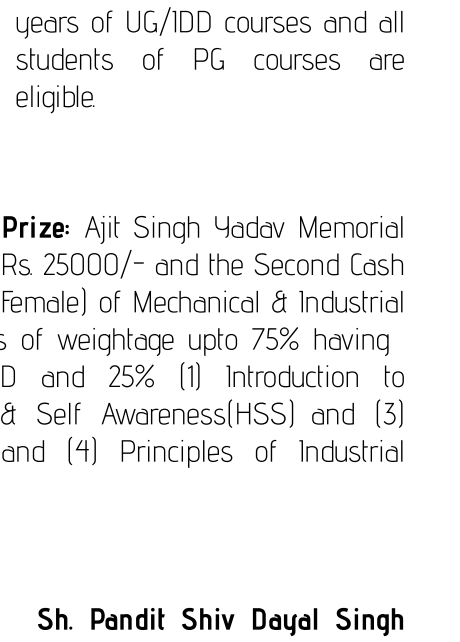 years of UG/IDD courses and all
students of PG courses are
eligible.
Prize: Ajit Singh Yadav Memorial
Rs. 25000/- and the Second Cash
Female) of Mechanical & Industrial
s of weightage upto 75% having
D and 25% (1) Introduction to
& Self Awareness(HSS) and (3)
and (4) Principles of Industrial
Sh. Pandit Shiv Dayal Singh